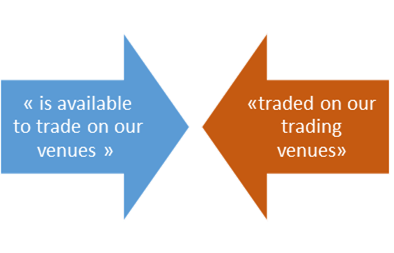 « is available
to trade on our
venues »
«traded on our
trading
venues»